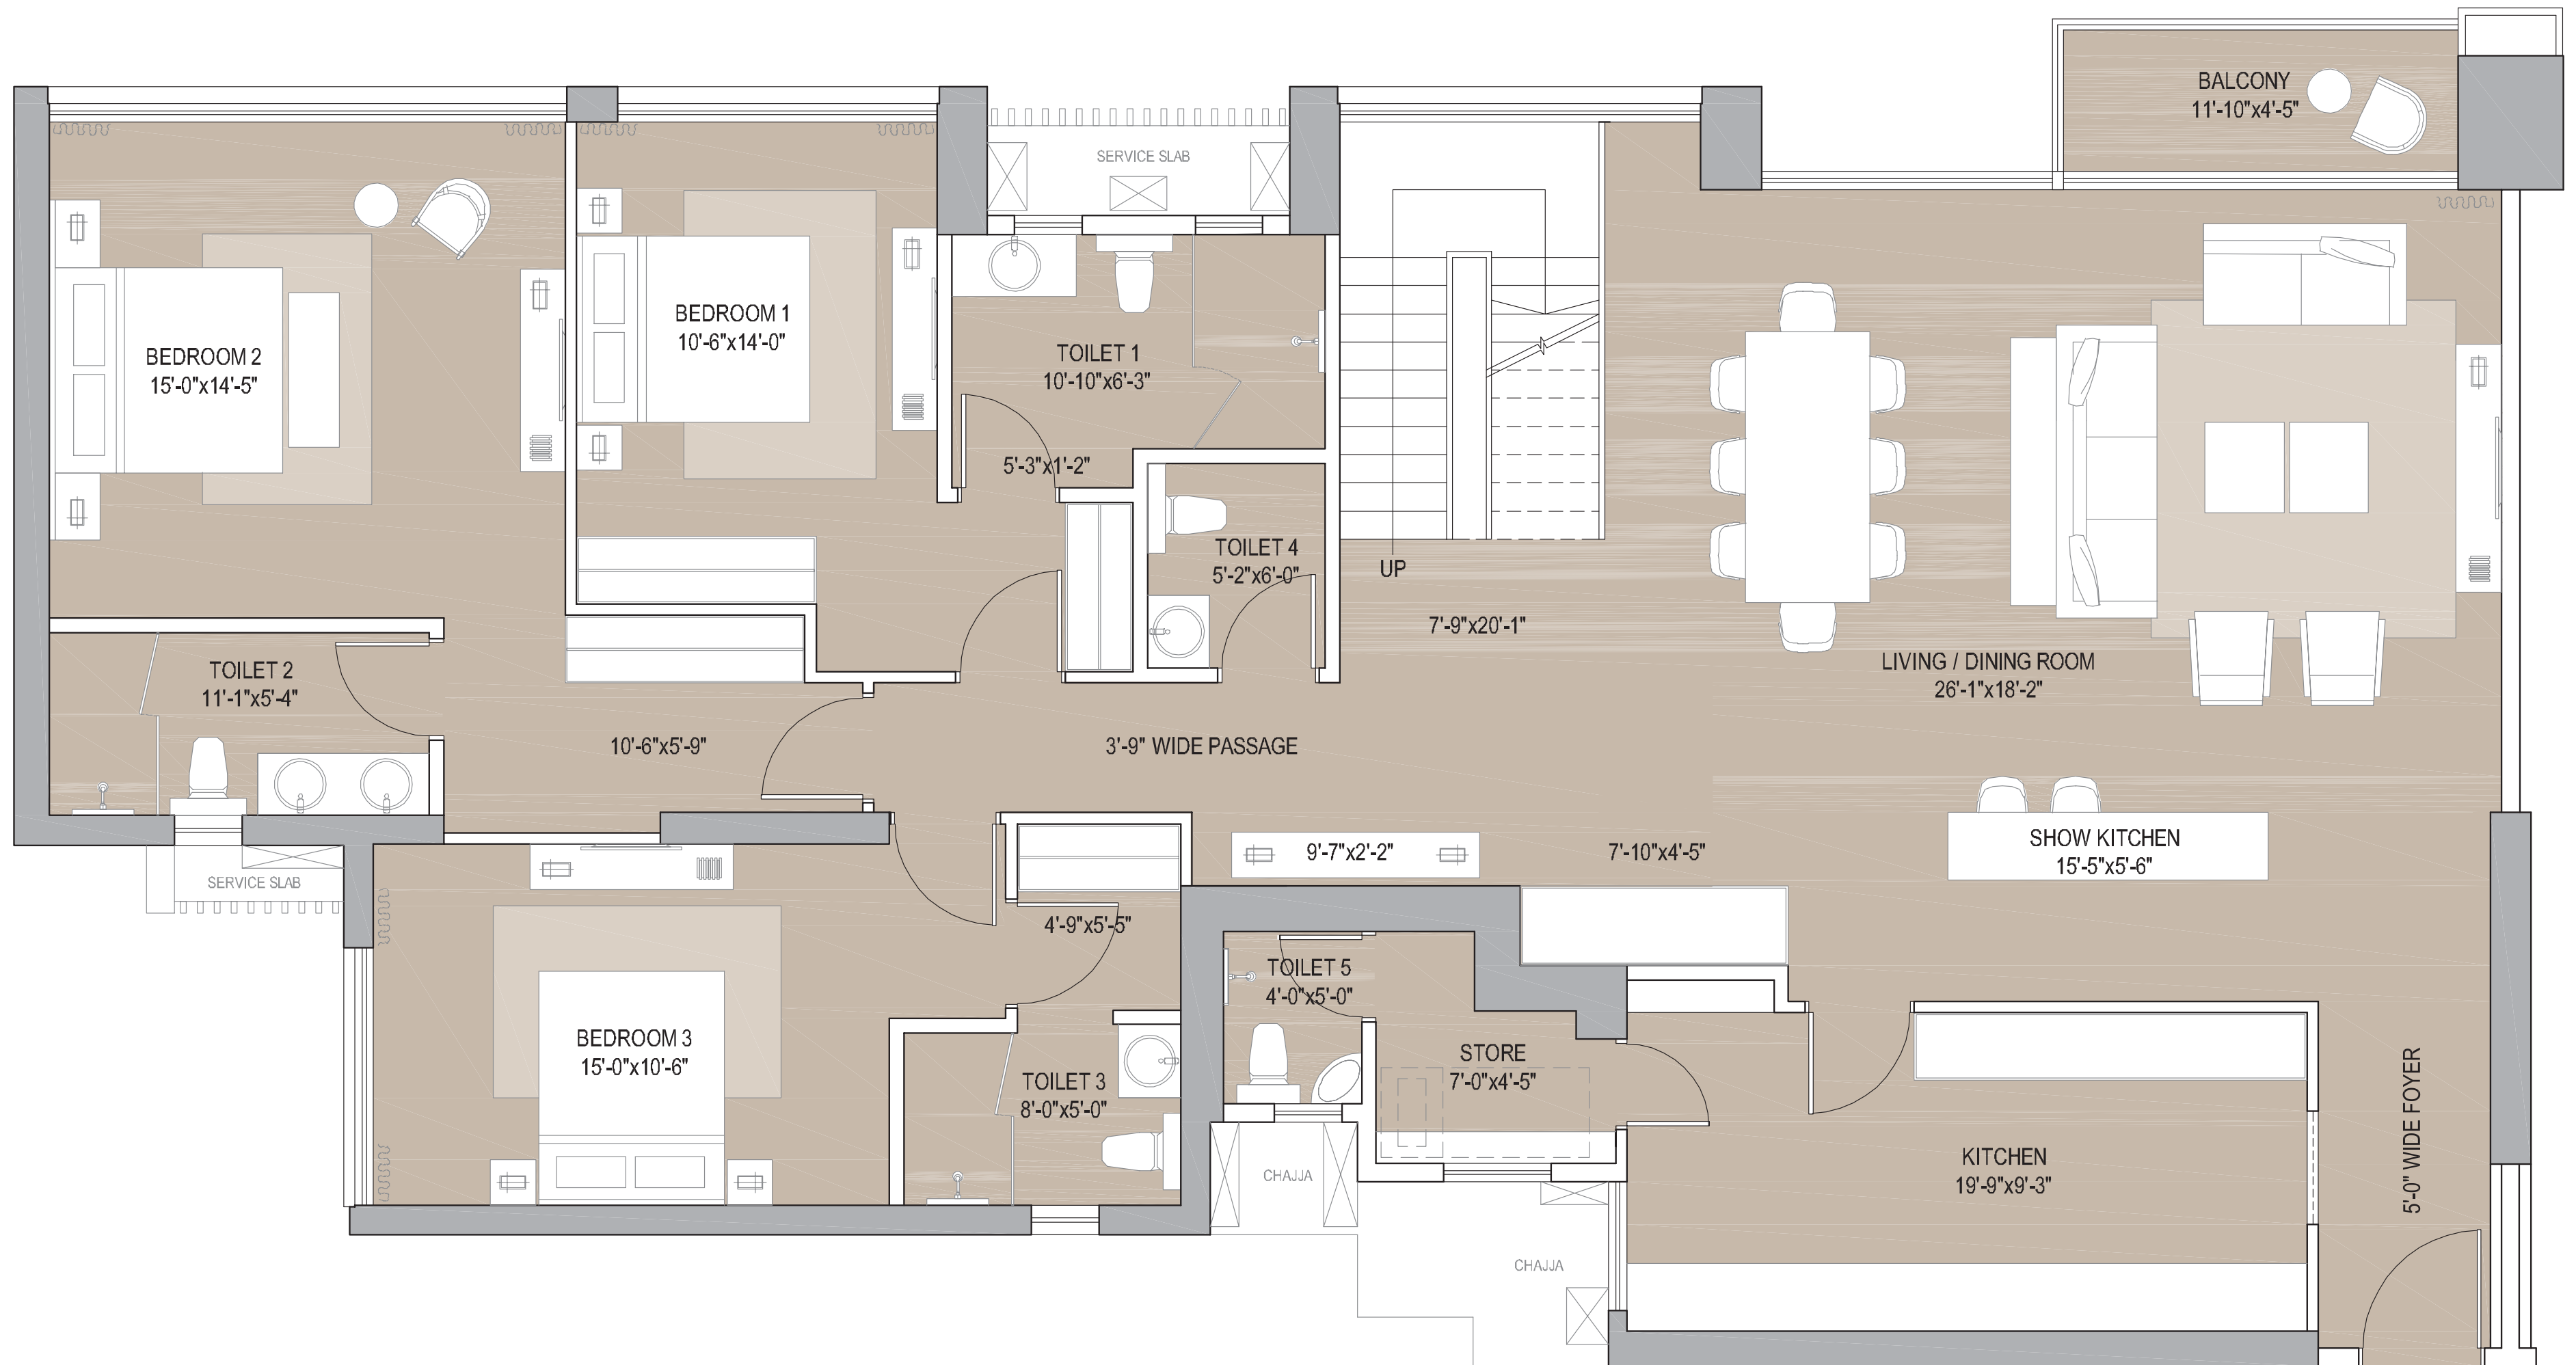 BALCONY
11'-10"x4'-5"
SERVICE SLAB
BEDROOM 1
10'-6"x14'-0"
BEDROOM 2
15'-0"x14'-5"
TOILET 1
10'-10"x6'-3"
5'-3"x1'-2"
TOILET 4
5'-2"x6'-0"
UP
7'-9"x20'-1"
LIVING / DINING ROOM
26'-1"x18'-2"
TOILET 2
11'-1"x5'-4"
10'-6"x5'-9"
3'-9" WIDE PASSAGE
SHOW KITCHEN
15'-5"x5'-6"
9'-7"x2'-2"
7'-10"x4'-5"
SERVICE SLAB
4'-9"x5'-5"
TOILET 5
4'-0"x5'-0"
BEDROOM 3
15'-0"x10'-6"
STORE
7'-0"x4'-5"
TOILET 3
8'-0"x5'-0"
KITCHEN
19'-9"x9'-3"
5'-0" WIDE FOYER
CHAJJA
CHAJJA